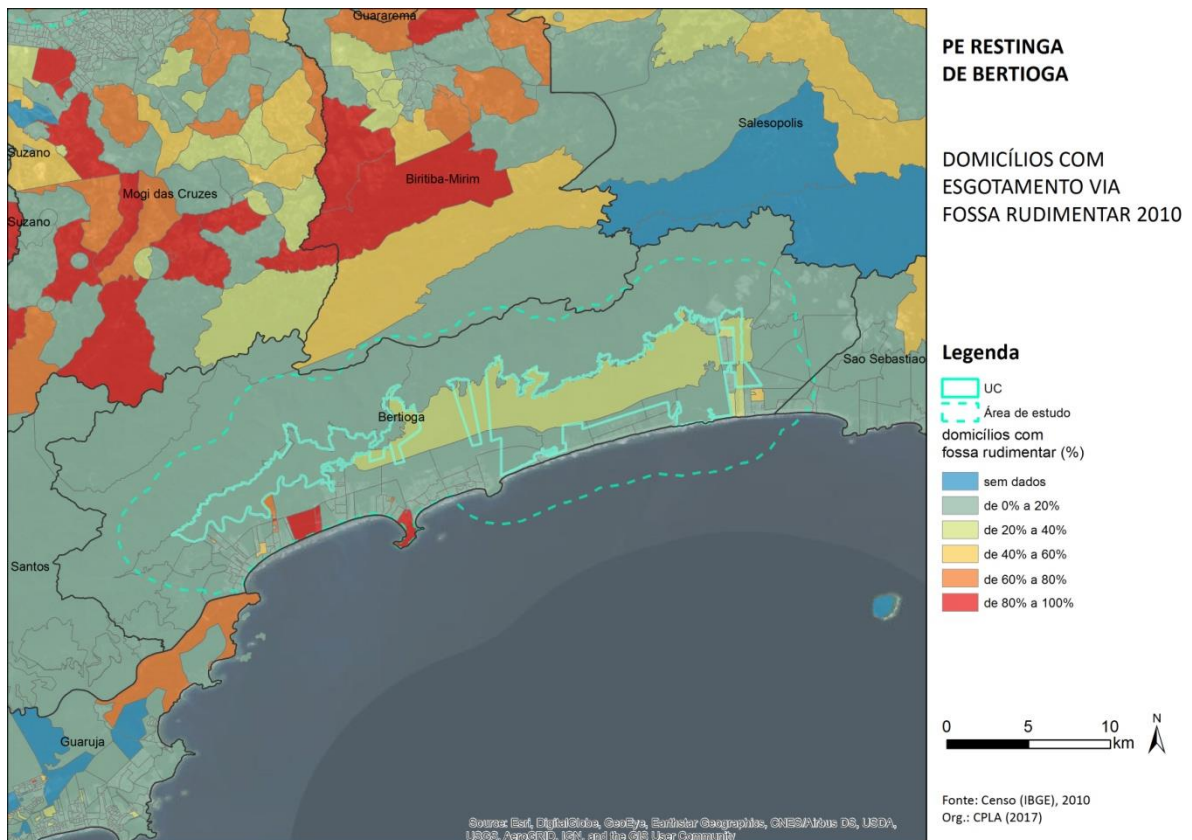 PE RESTINGA
DE BERTIOGA
DOMICÍLIOS COM
ESGOTAMENTO VIA
FOSSA RUDIMENTAR 2010
Guararema
Salesopolis
Suzano
Biritiba-Mirim
Mogi das Cruzes
Suzano
Sao Sebastiao
Bertioga
Santos
Guaruja
Legenda
UC
Área de estudo
domicílios com
fossa rudimentar (%)
sem dados
de 0% a 20%
de 20% a 40%
de 40% a 60%
de 60% a 80%
de 80% a 100%
0 5 10
km
N
Fonte: Censo (IBGE), 2010
Org.: CPLA (2017)
Source: Esri, DigitalGlobe, GeoEye, Earthstar Geographics, CNES/Airbus DS, USDA,
USGS, AeroGRID, IGN, and the GIS User Community